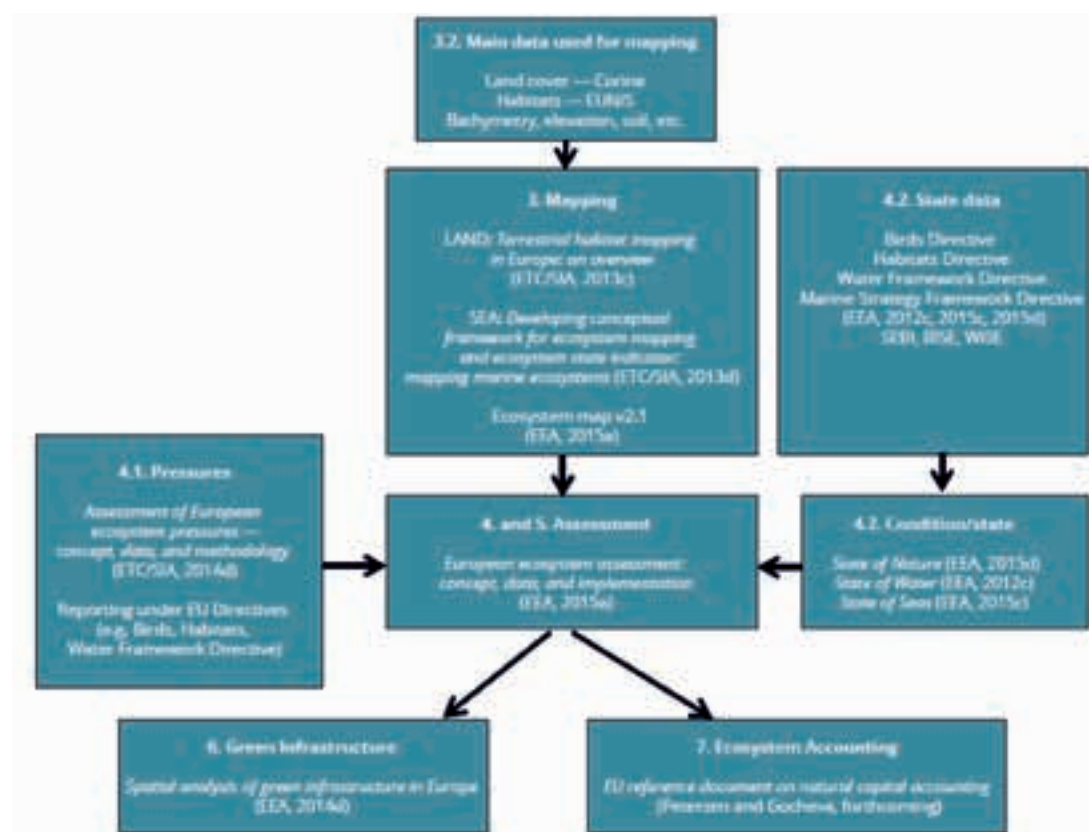 3.2. Main data used for mapping
Land cover — Corine
Habitats — EUNIS
Bathymetry, elevation, soil, etc.
3. Mapping
LAND: Terrestrial habitat mapping
in Europe: an overview
(ETC/SIA, 2013c)
SEA: Developing conceptual
framework for ecosystem mapping
and ecosystem state indicator:
mapping marine ecosystems (ETC/SIA, 2013d)
Ecosystem map v2.1
(EEA, 2015a)
4.2. State data
Birds Directive
Habitats Directive
Water Framework Directive
Marine Strategy Framework Directive
(EEA, 2012c, 2015c, 2015d)
SEBI, BISE, WISE
4.1. Pressures
Assessment of European
ecosystem pressures —
concept, data, and methodology
(ETC/SIA, 2014d)
Reporting under EU Directives
(e.g. Birds, Habitats,
Water Framework Directive)
4. and 5. Assessment
European ecosystem assessment:
concept, data, and implementation
(EEA, 2015a)
4.2. Condition/state
State of Nature (EEA, 2015d)
State of Water (EEA, 2012c)
State of Seas (EEA, 2015c)
6. Green Infrastructure
Spatial analysis of green infrastructure in Europe
(EEA, 2014d)
7. Ecosystem Accounting
EU reference document on natural capital accounting
(Petersen and Gocheva, forthcoming)